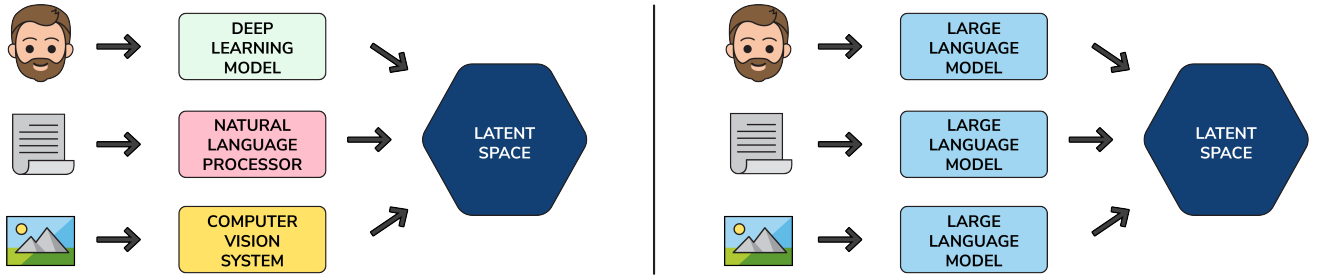 DEEP
LEARNING
MODEL
NATURAL
LANGUAGE
PROCESSOR
COMPUTER
VISION
SYSTEM
LATENT
SPACE
LARGE
LANGUAGE
MODEL
LARGE
LANGUAGE
MODEL
LARGE
LANGUAGE
MODEL
LATENT
SPACE